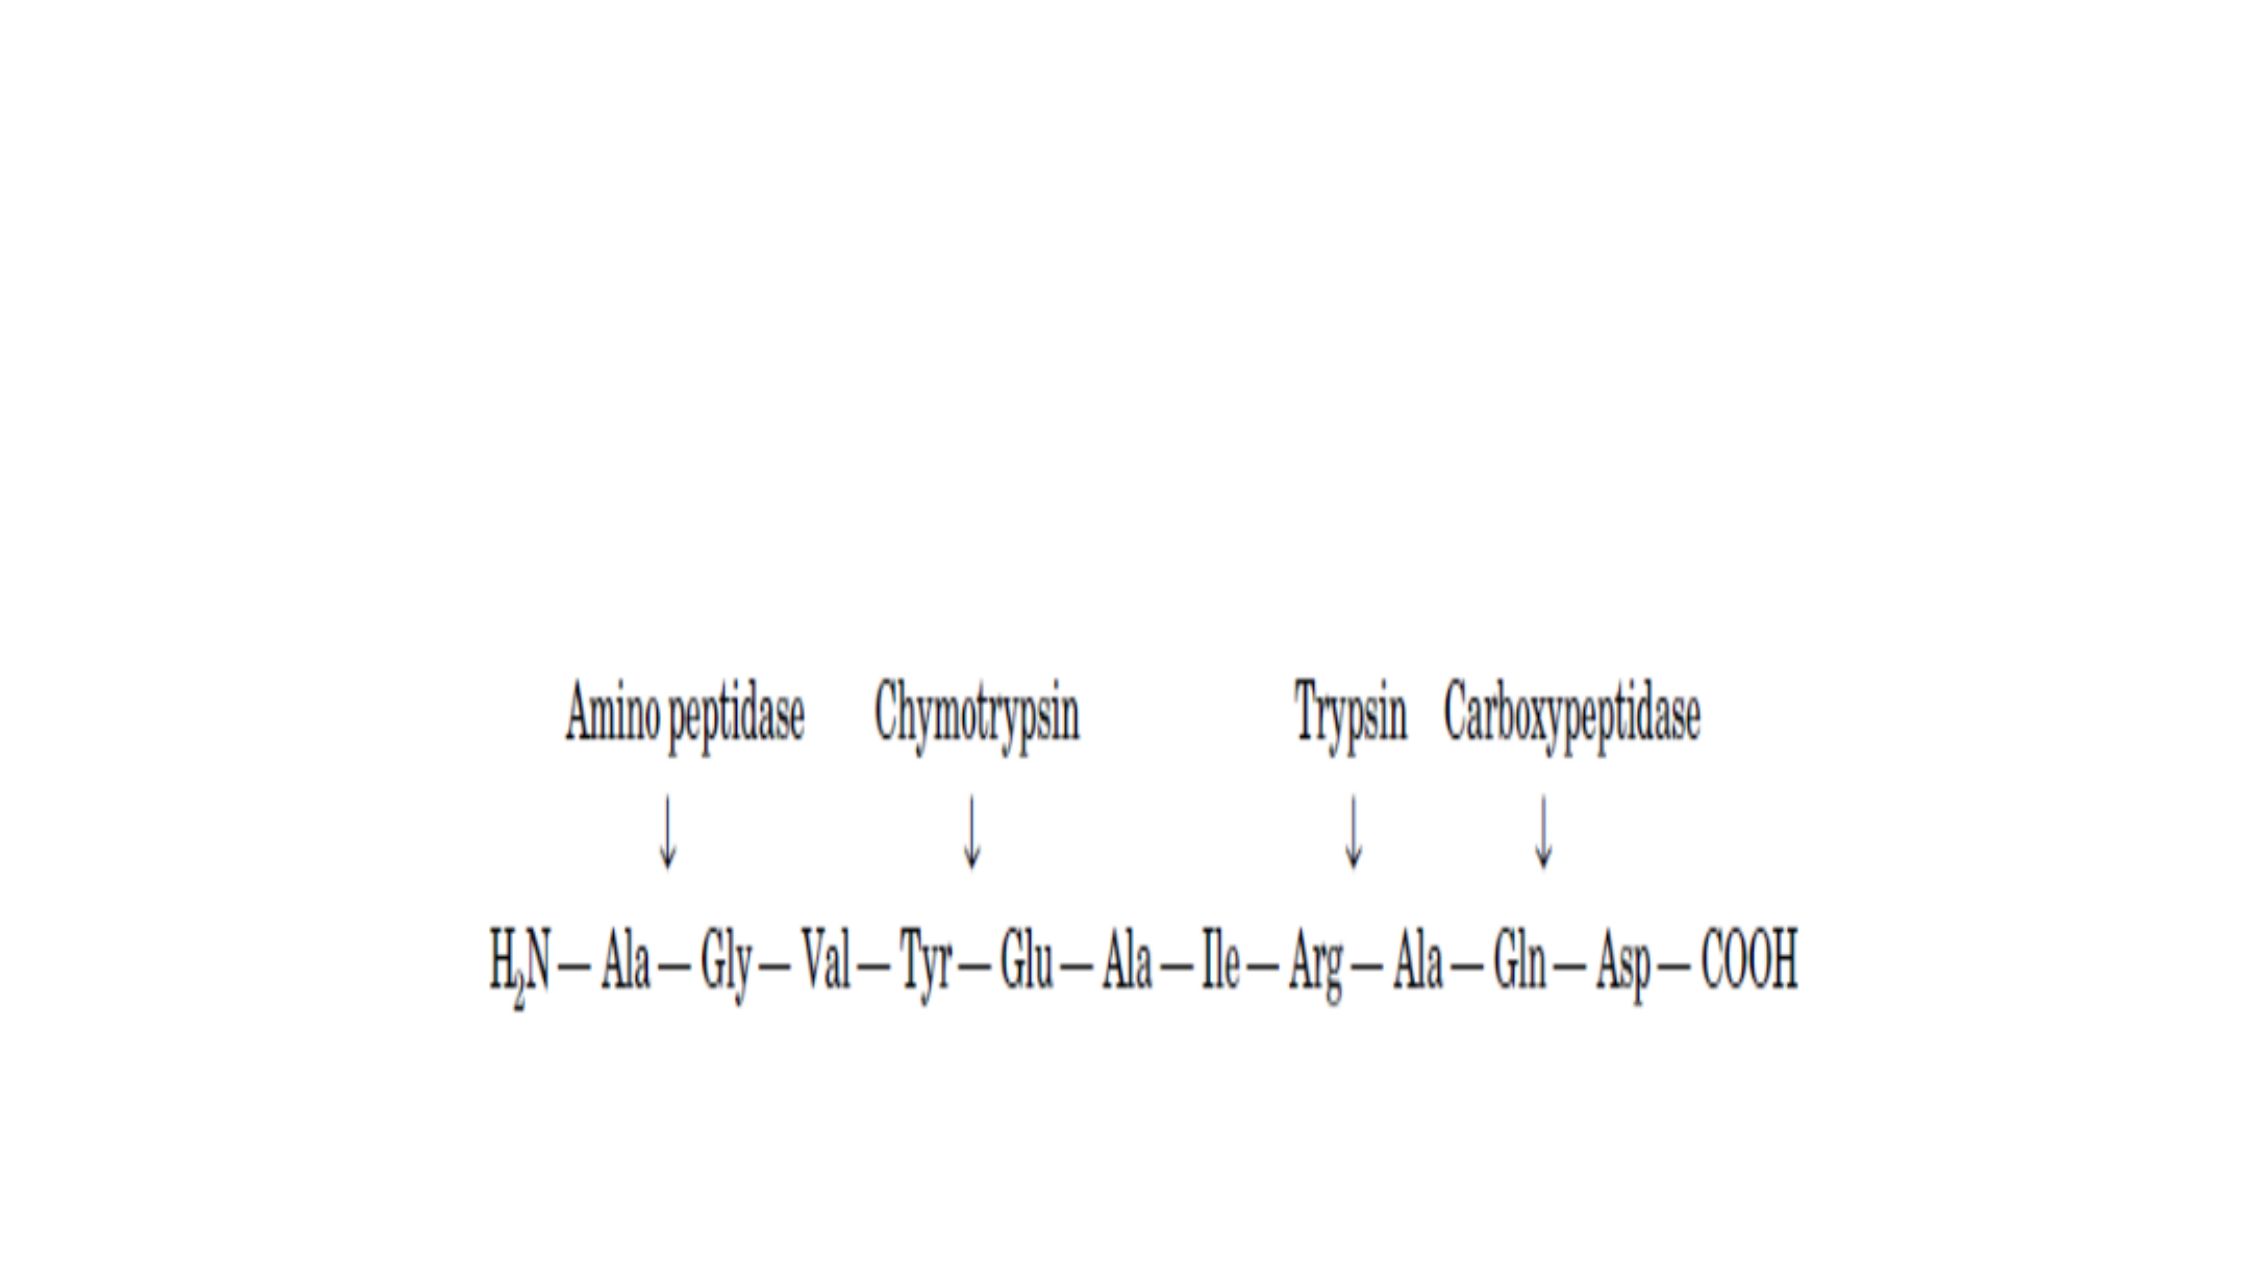 Amino peptidase Chymotrypsin Trypsin Carboxypeptidase
↓ ↓ ↓ ↓
H₂N — Ala — Gly — Val — Tyr — Glu — Ala — Ile — Arg — Ala — Gln — Asp — COOH